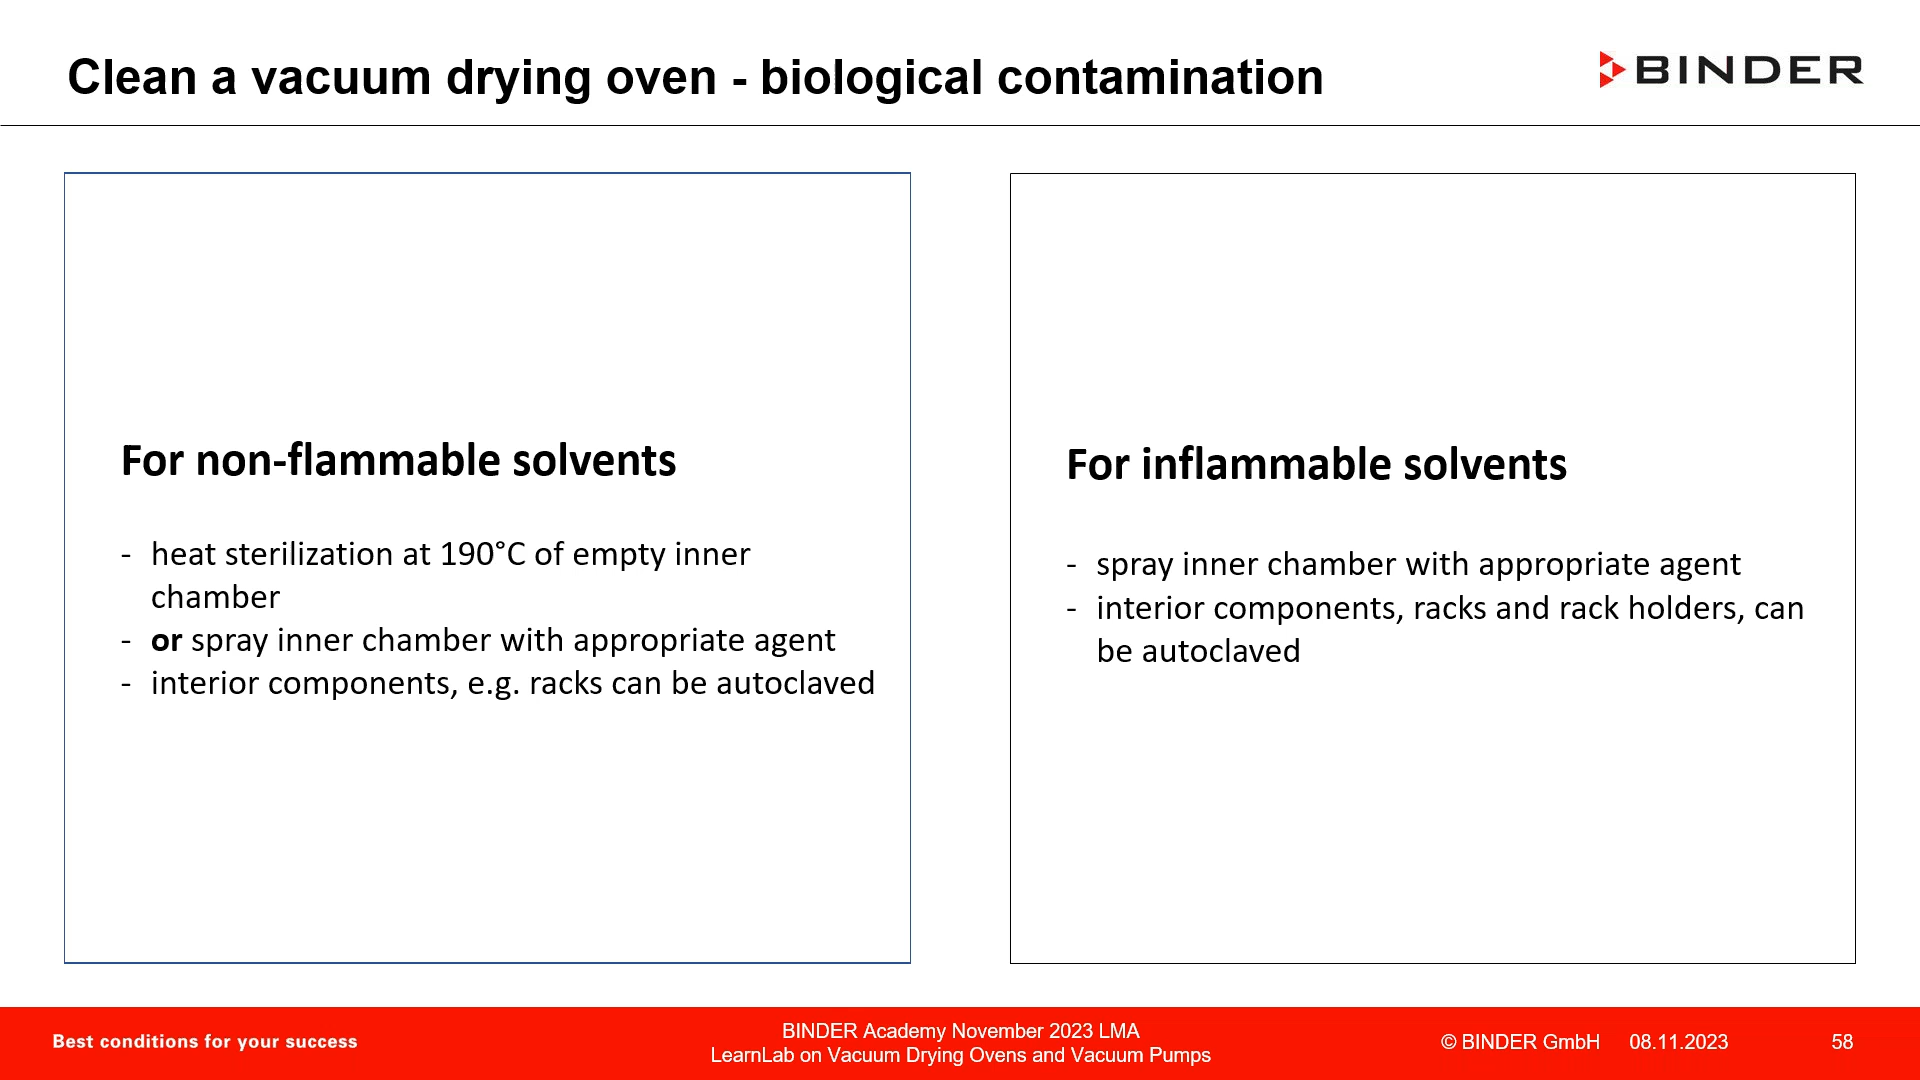 Clean a vacuum drying oven - biological contamination
BINDER
For non-flammable solvents
- heat sterilization at 190°C of empty inner
chamber
- or spray inner chamber with appropriate agent
- interior components, e.g. racks can be autoclaved
For inflammable solvents
- spray inner chamber with appropriate agent
- interior components, racks and rack holders, can
be autoclaved
Best conditions for your success
BINDER Academy November 2023 LMA
LearnLab on Vacuum Drying Ovens and Vacuum Pumps
© BINDER GmbH 08.11.2023 58